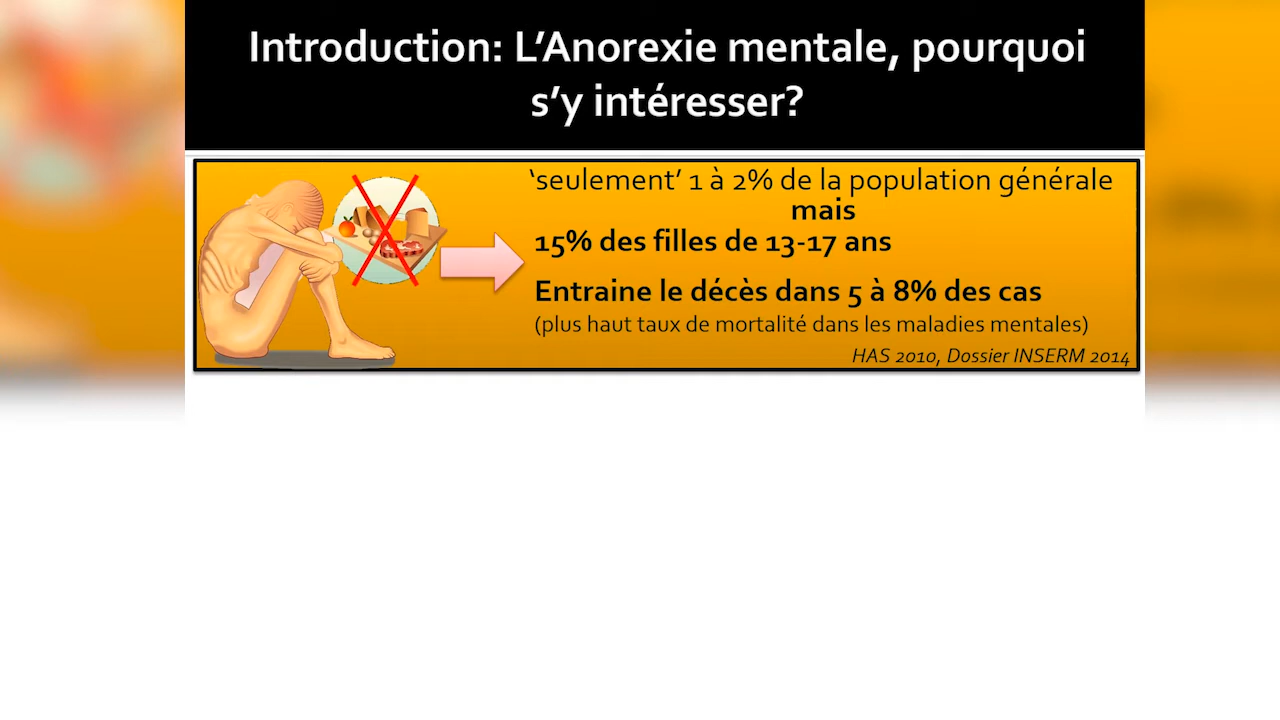 Introduction: L’Anorexie mentale, pourquoi
s’y intéresser?
‘seulement’ 1 à 2% de la population générale
mais
15% des filles de 13-17 ans
Entraine le décès dans 5 à 8% des cas
(plus haut taux de mortalité dans les maladies mentales)
HAS 2010, Dossier INSERM 2014